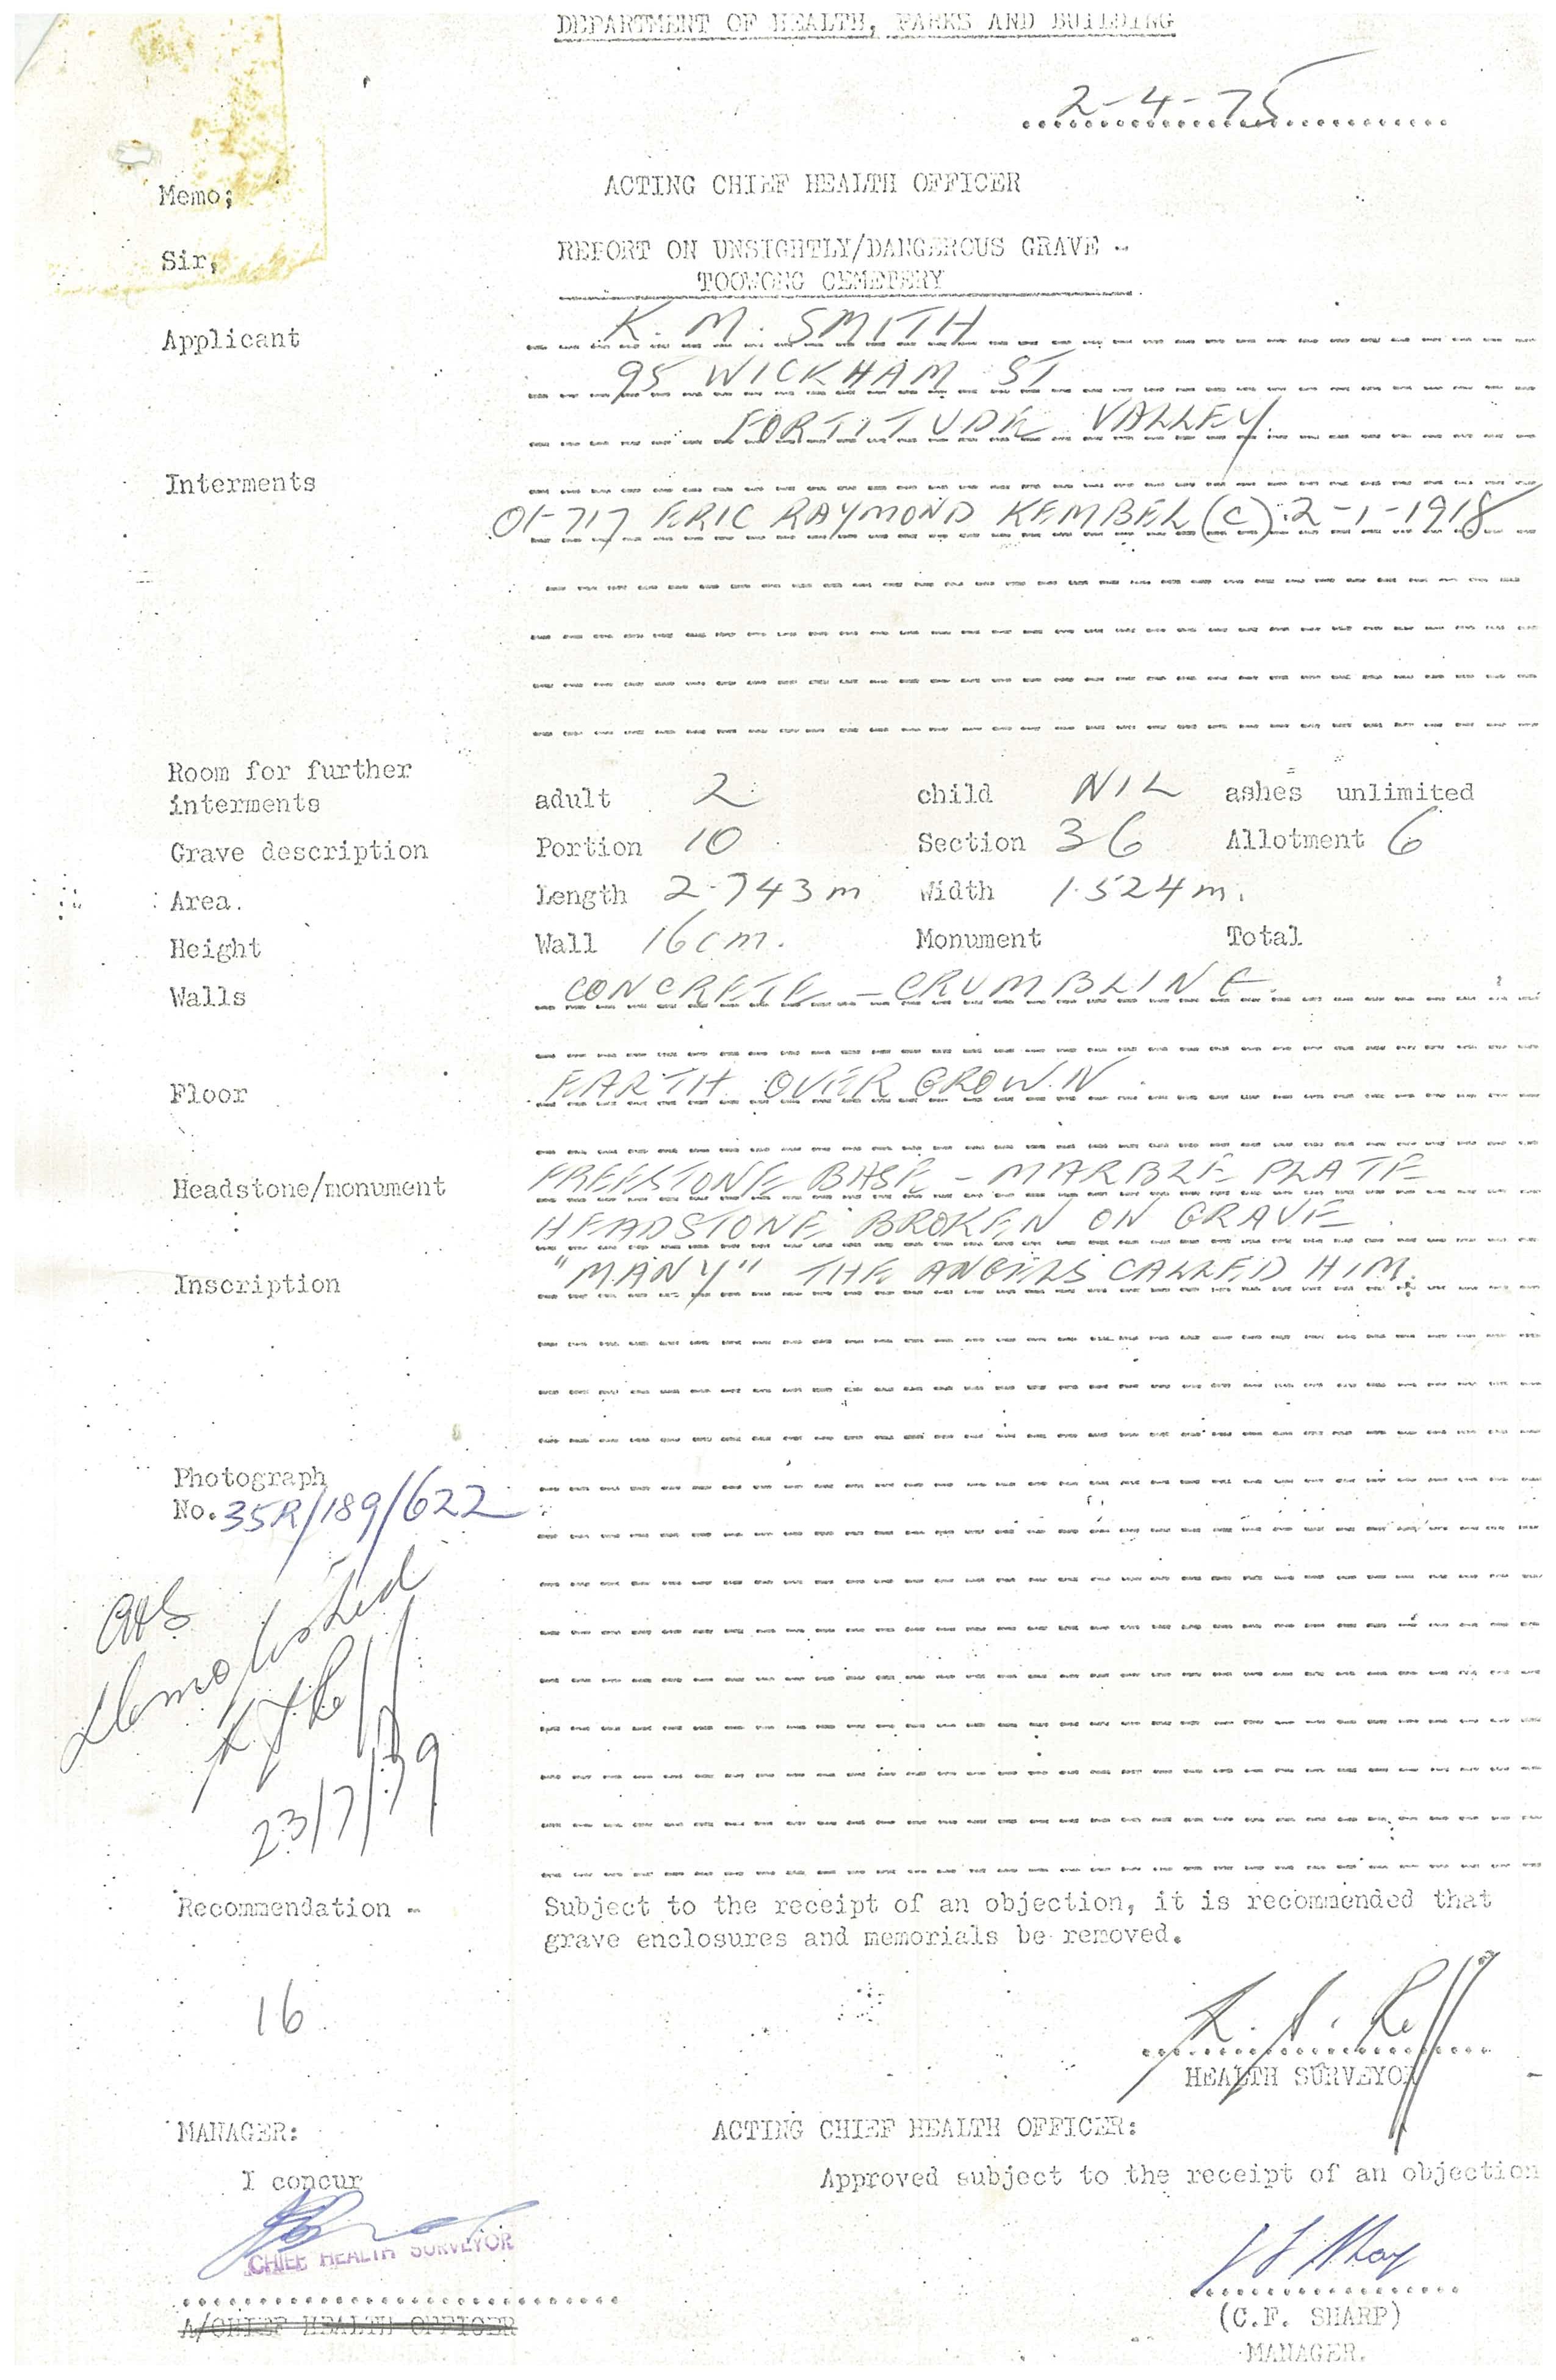 DEPARTMENT OF HEALTH, PARKS AND BUILDING
2-4-75
ACTING CHIEF HEALTH OFFICER
Memo;
Sir,
REPORT ON UNSIGHTLY/DANGEROUS GRAVE -
TOOWONG CEMETERY
Applicant K. M. SMITH
95 WICKHAM ST
FORTITUDE VALLEY.
Interments
01-717 ERIC RAYMOND KEMBEL (C) 2-1-1918
Room for further
interments adult 2 child NIL ashes unlimited
Grave description Portion 10 Section 36 Allotment 6
Area. Length 2.743m Width 1.524m.
Height Wall 16cm. Monument Total
Walls CONCRETE - CRUMBLING.
Floor EARTH OVERGROWN.
Headstone/monument FREESTONE BASE - MARBLE PLATE
HEADSTONE BROKEN ON GRAVE.
Inscription "MANY" THE ANGELS CALLED HIM.
Photograph
No. 35R/189/622
demolished
23/7/79
Recommendation - Subject to the receipt of an objection, it is recommended that
grave enclosures and memorials be removed.
16
HEALTH SURVEYOR
MANAGER: ACTING CHIEF HEALTH OFFICER:
I concur Approved subject to the receipt of an objection
CHIEF HEALTH SURVEYOR
A/CHIEF HEALTH OFFICER
(C.F. SHARP)
MANAGER.